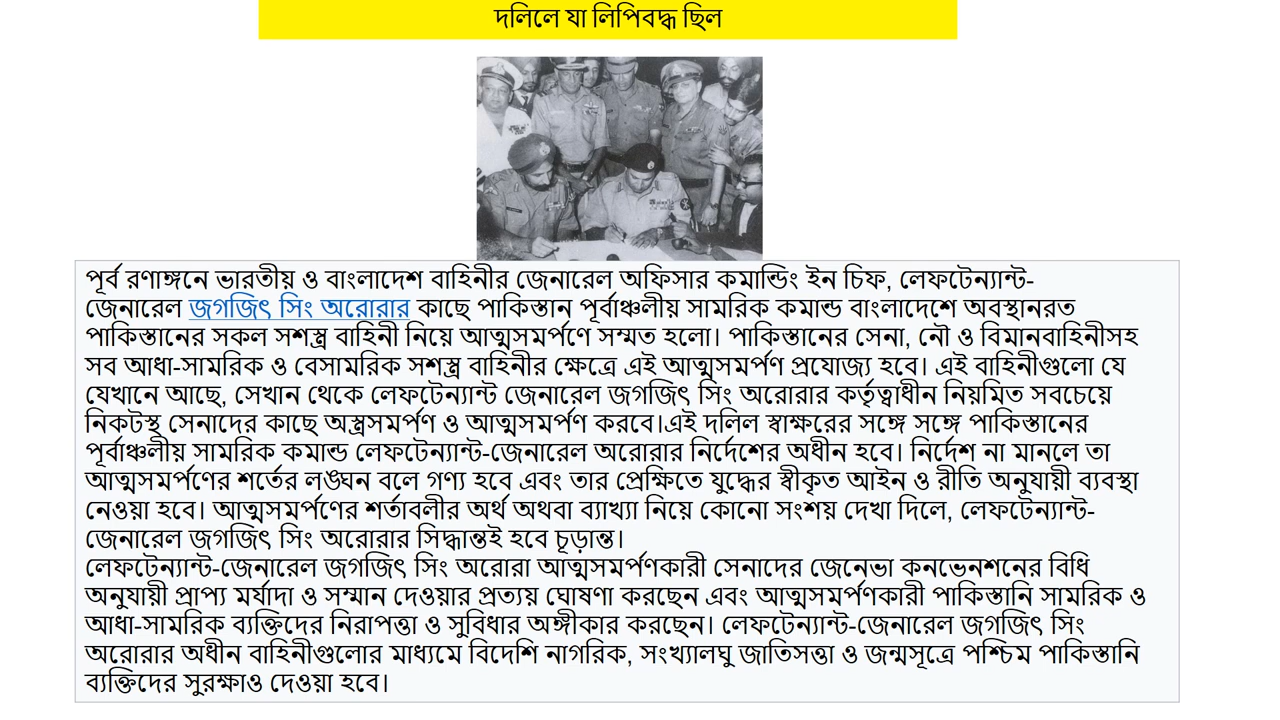 দলিলে যা লিপিবদ্ধ ছিল
পূর্ব রণাঙ্গনে ভারতীয় ও বাংলাদেশ বাহিনীর জেনারেল অফিসার কমান্ডিং ইন চিফ, লেফটেন্যান্ট-
জেনারেল জগজিৎ সিং অরোরার কাছে পাকিস্তান পূর্বাঞ্চলীয় সামরিক কমান্ড বাংলাদেশে অবস্থানরত
পাকিস্তানের সকল সশস্ত্র বাহিনী নিয়ে আত্মসমর্পণে সম্মত হলো। পাকিস্তানের সেনা, নৌ ও বিমানবাহিনীসহ
সব আধা-সামরিক ও বেসামরিক সশস্ত্র বাহিনীর ক্ষেত্রে এই আত্মসমর্পণ প্রযোজ্য হবে। এই বাহিনীগুলো যে
যেখানে আছে, সেখান থেকে লেফটেন্যান্ট জেনারেল জগজিৎ সিং অরোরার কর্তৃত্বাধীন নিয়মিত সবচেয়ে
নিকটস্থ সেনাদের কাছে অস্ত্রসমর্পণ ও আত্মসমর্পণ করবে।এই দলিল স্বাক্ষরের সঙ্গে সঙ্গে পাকিস্তানের
পূর্বাঞ্চলীয় সামরিক কমান্ড লেফটেন্যান্ট-জেনারেল অরোরার নির্দেশের অধীন হবে। নির্দেশ না মানলে তা
আত্মসমর্পণের শর্তের লঙ্ঘন বলে গণ্য হবে এবং তার প্রেক্ষিতে যুদ্ধের স্বীকৃত আইন ও রীতি অনুযায়ী ব্যবস্থা
নেওয়া হবে। আত্মসমর্পণের শর্তাবলীর অর্থ অথবা ব্যাখ্যা নিয়ে কোনো সংশয় দেখা দিলে, লেফটেন্যান্ট-
জেনারেল জগজিৎ সিং অরোরার সিদ্ধান্তই হবে চূড়ান্ত।
লেফটেন্যান্ট-জেনারেল জগজিৎ সিং অরোরা আত্মসমর্পণকারী সেনাদের জেনেভা কনভেনশনের বিধি
অনুযায়ী প্রাপ্য মর্যাদা ও সম্মান দেওয়ার প্রত্যয় ঘোষণা করছেন এবং আত্মসমর্পণকারী পাকিস্তানি সামরিক ও
আধা-সামরিক ব্যক্তিদের নিরাপত্তা ও সুবিধার অঙ্গীকার করছেন। লেফটেন্যান্ট-জেনারেল জগজিৎ সিং
অরোরার অধীন বাহিনীগুলোর মাধ্যমে বিদেশি নাগরিক, সংখ্যালঘু জাতিসত্তা ও জন্মসূত্রে পশ্চিম পাকিস্তানি
ব্যক্তিদের সুরক্ষাও দেওয়া হবে।